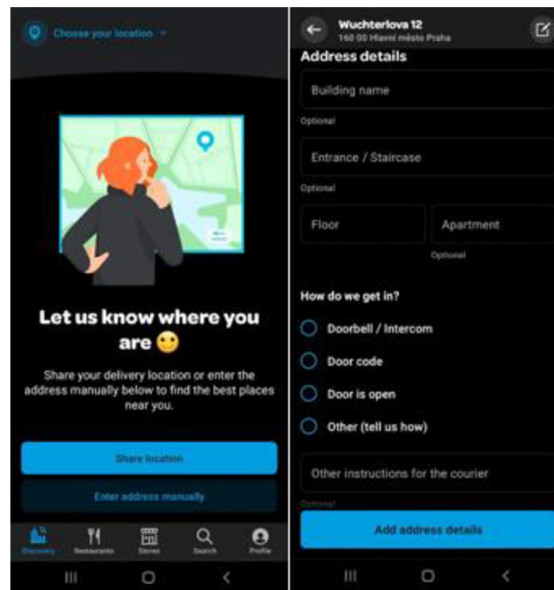 Choose your location
Let us know where you
are
Share your delivery location or enter the
address manually below to find the best places
near you.
Share location
Enter address manually
Discovery
Restaurants
Stores
Search
Profile
Wuchterlova 12
160 00 Hlavní město Praha
Address details
Building name
Optional
Entrance / Staircase
Optional
Floor
Apartment
Optional
How do we get in?
Doorbell / Intercom
Door code
Door is open
Other (tell us how)
Other instructions for the courier
Optional
Add address details